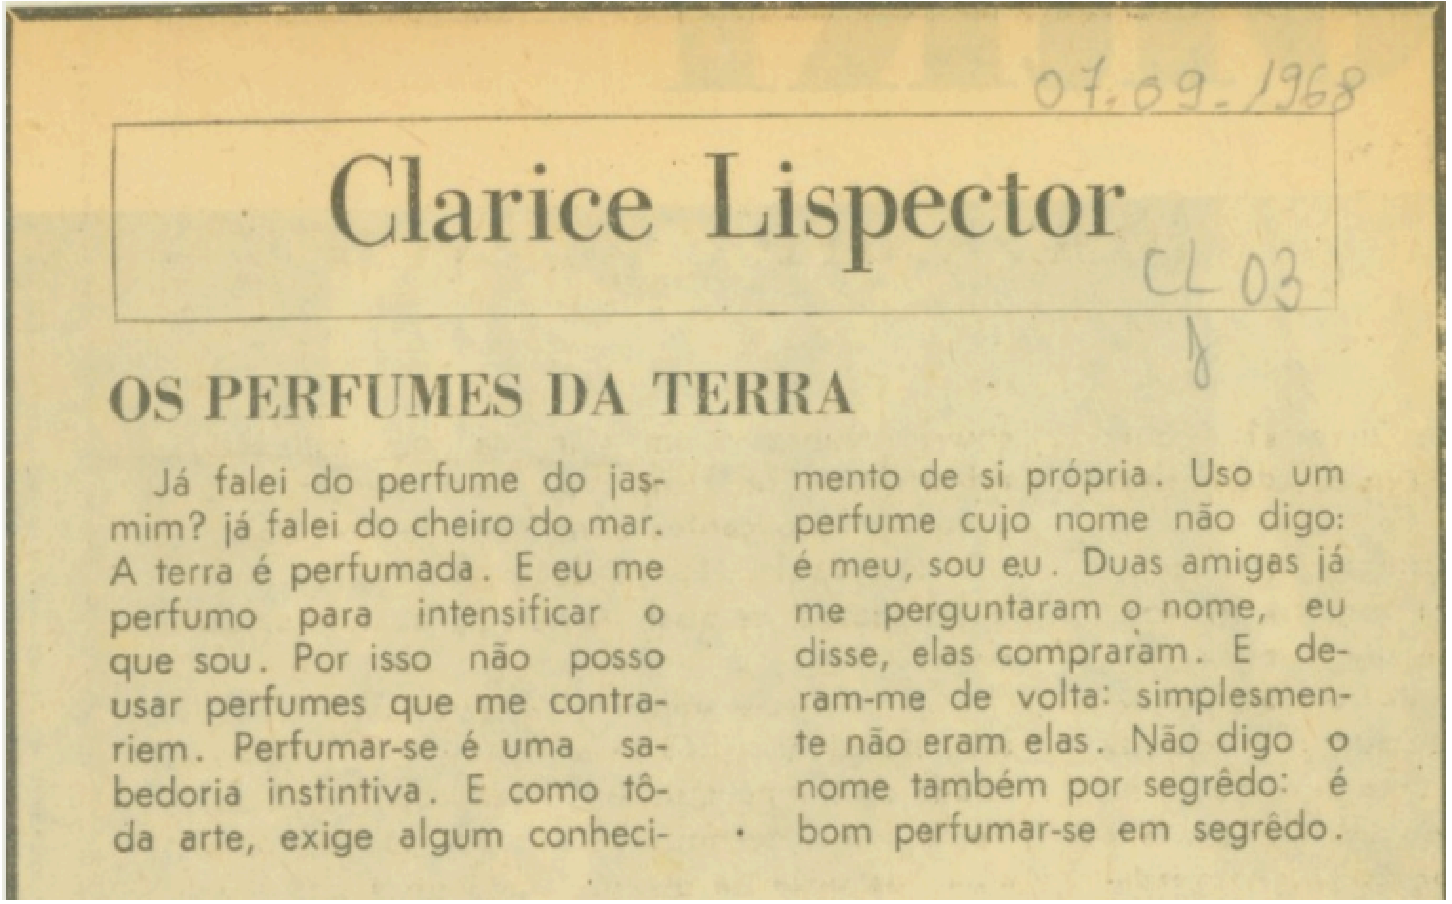 07.09.1968
Clarice Lispector
CL 03
OS PERFUMES DA TERRA
Já falei do perfume do jas-
mim? já falei do cheiro do mar.
A terra é perfumada. E eu me
perfumo para intensificar o
que sou. Por isso não posso
usar perfumes que me contra-
riem. Perfumar-se é uma sa-
bedoria instintiva. E como tô-
da arte, exige algum conheci-
mento de si própria. Uso um
perfume cujo nome não digo:
é meu, sou eu. Duas amigas já
me perguntaram o nome, eu
disse, elas compraram. E de-
ram-me de volta: simplesmen-
te não eram elas. Não digo o
nome também por segrêdo: é
bom perfumar-se em segrêdo.